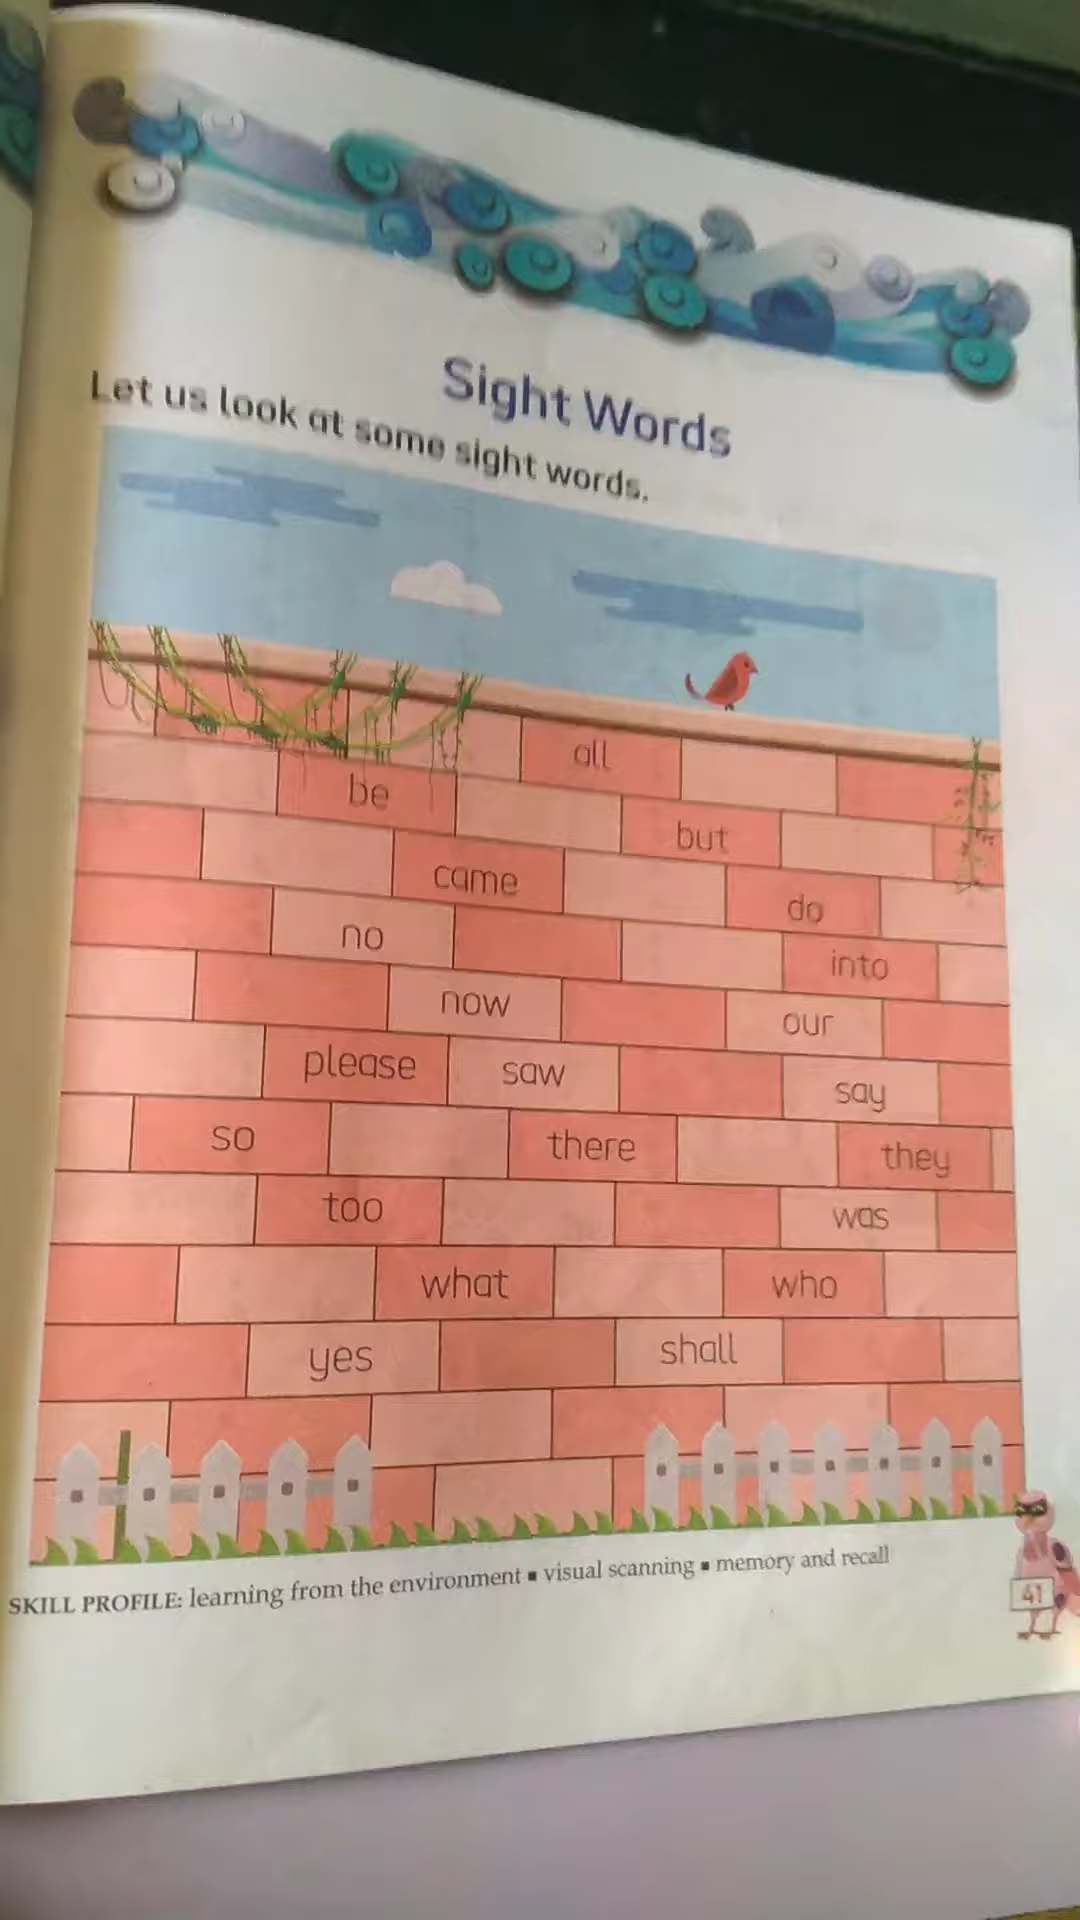 Sight Words
Let us look at some sight words.
all
be
but
came
do
no
into
now
our
please saw
say
so there they
too was
what who
yes shall
SKILL PROFILE: learning from the environment ▪ visual scanning ▪ memory and recall
41